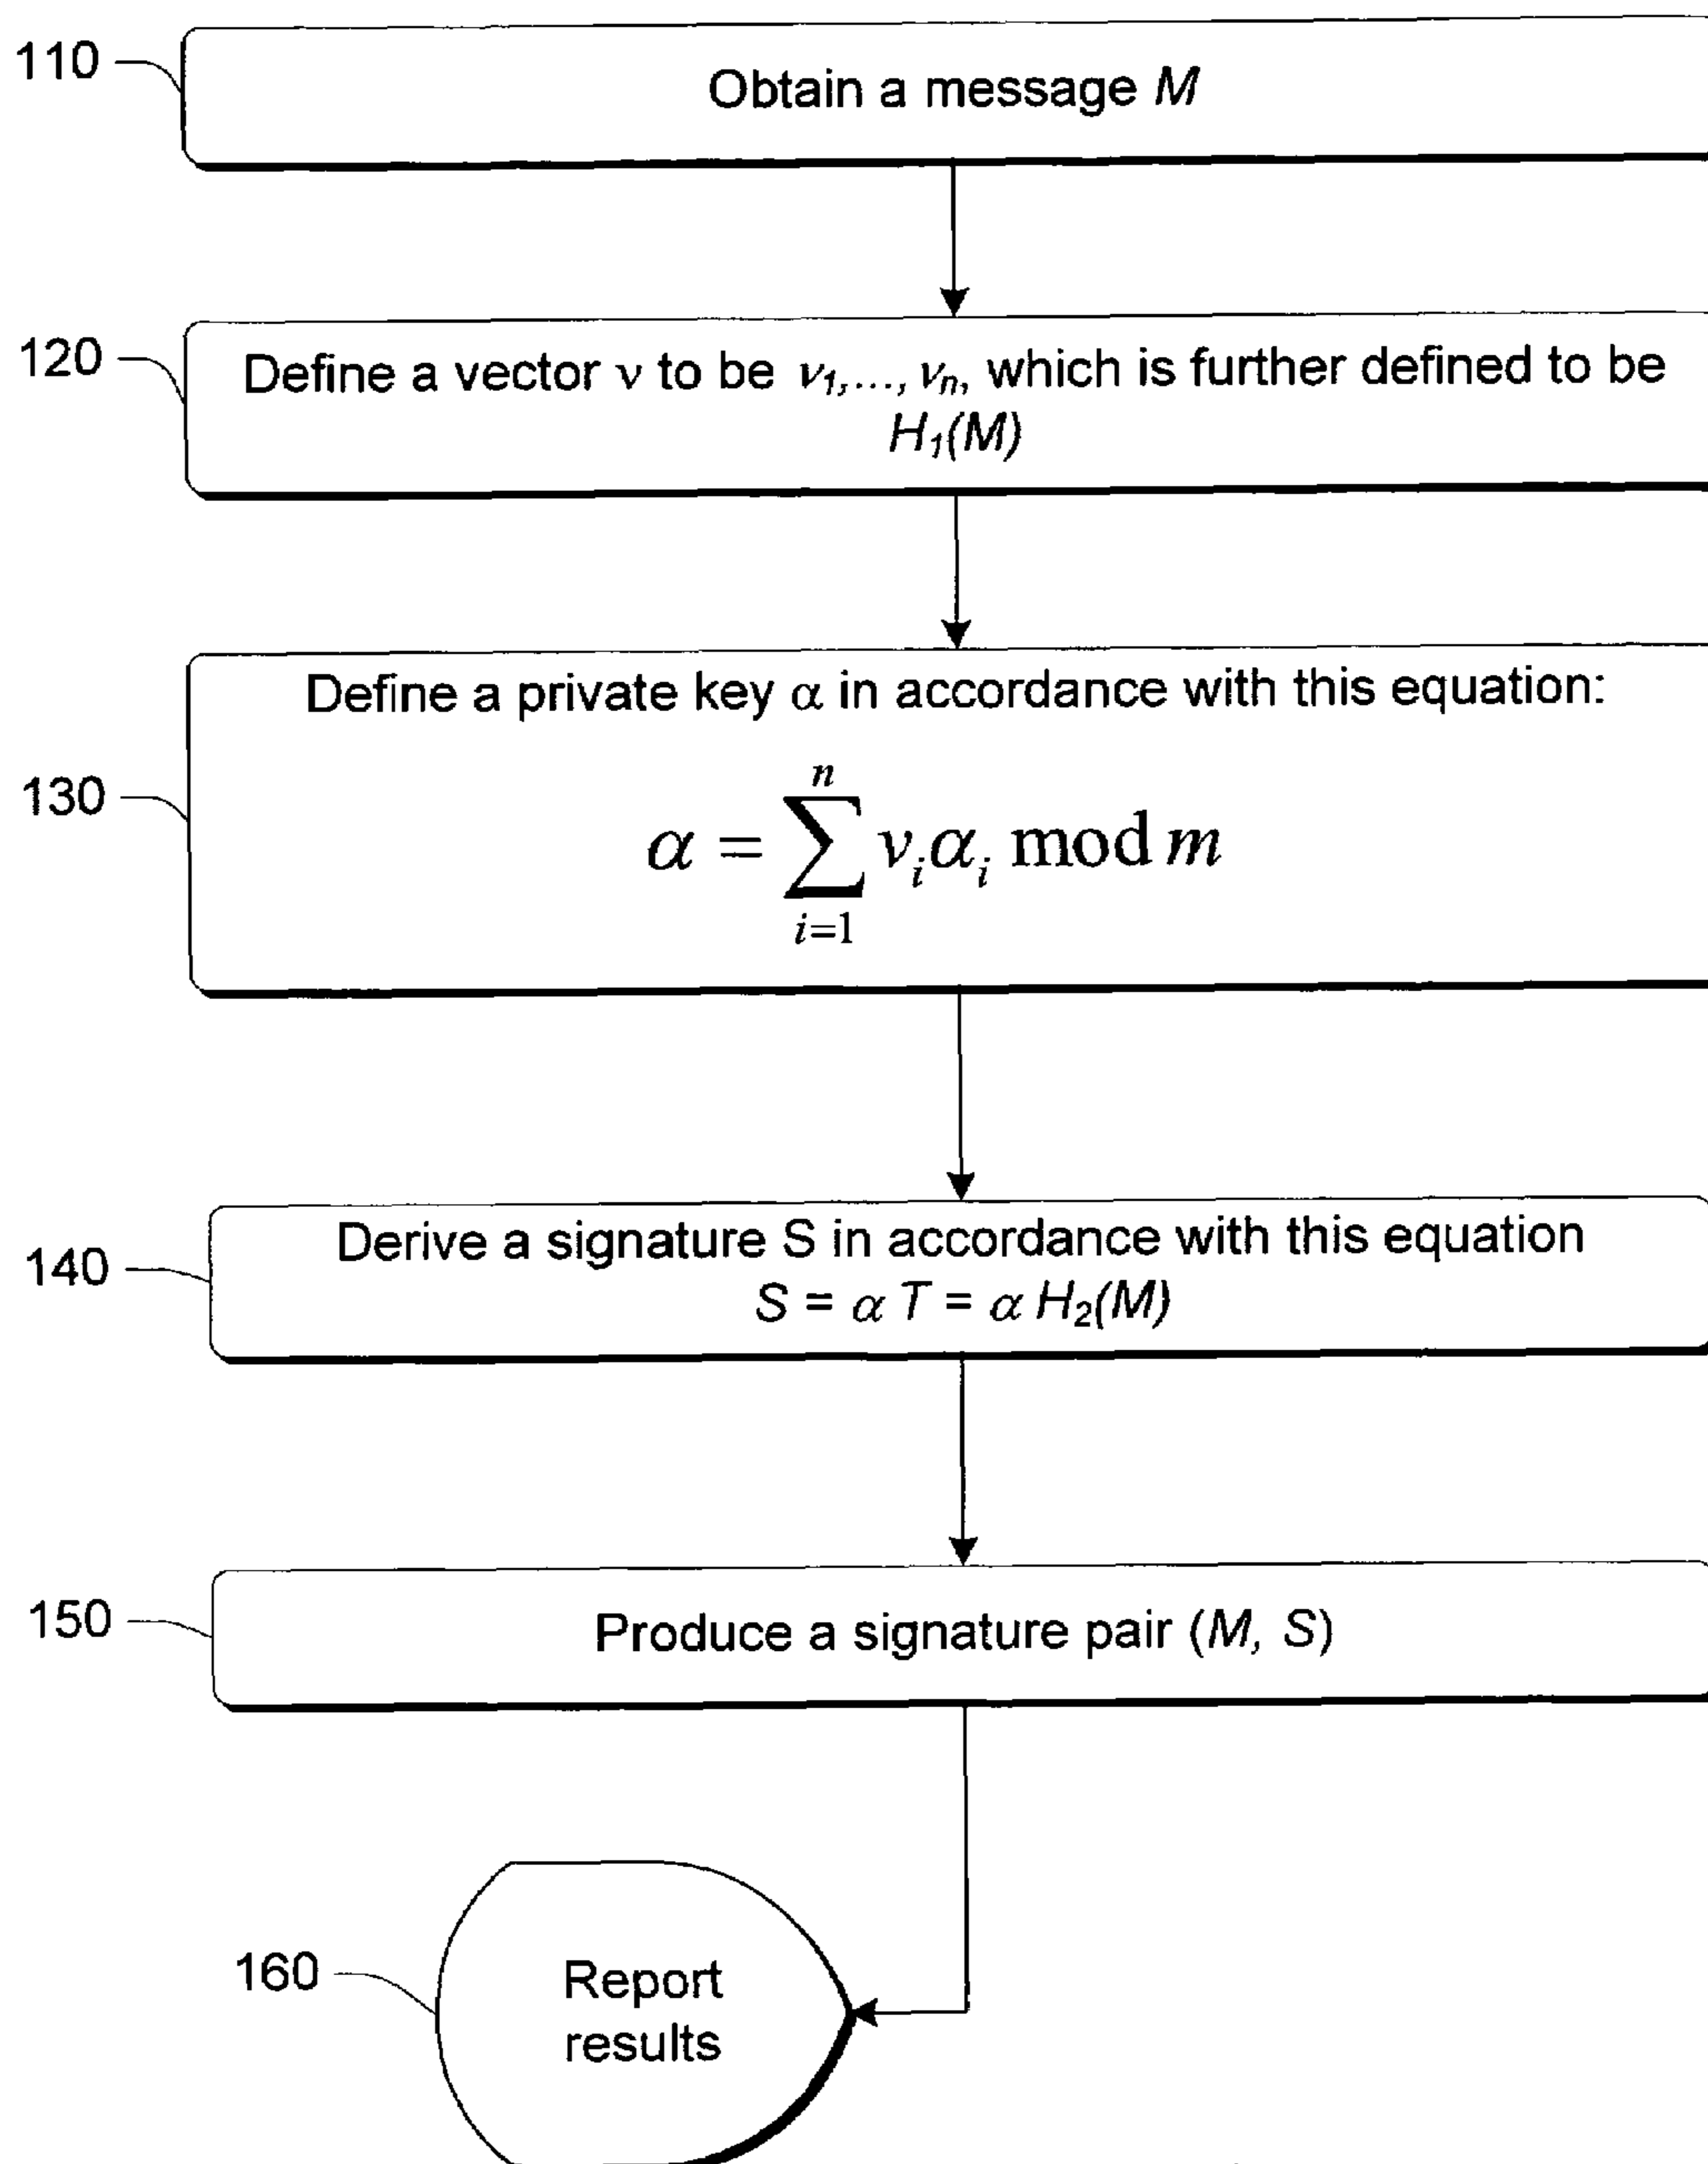 110
Obtain a message M
120
Define a vector v to be v₁,..., vₙ, which is further defined to be
H₁(M)
130
Define a private key α in accordance with this equation:
n
α = ∑ vᵢαᵢ mod m
i=1
140
Derive a signature S in accordance with this equation
S = α T = α H₂(M)
150
Produce a signature pair (M, S)
160
Report
results